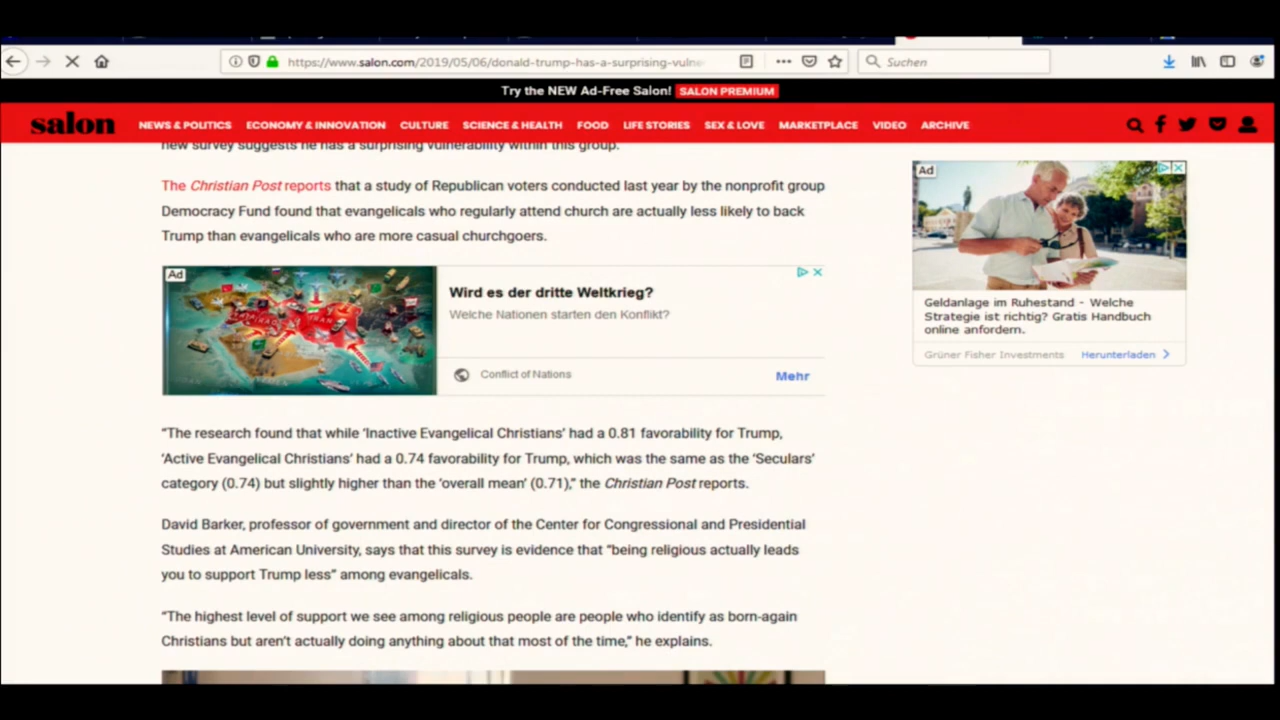 https://www.salon.com/2019/05/06/donald-trump-has-a-surprising-vulne
Suchen
Try the NEW Ad-Free Salon! SALON PREMIUM
salon NEWS & POLITICS ECONOMY & INNOVATION CULTURE SCIENCE & HEALTH FOOD LIFE STORIES SEX & LOVE MARKETPLACE VIDEO ARCHIVE
new survey suggests he has a surprising vulnerability within this group.
The Christian Post reports that a study of Republican voters conducted last year by the nonprofit group
Democracy Fund found that evangelicals who regularly attend church are actually less likely to back
Trump than evangelicals who are more casual churchgoers.
Ad
Wird es der dritte Weltkrieg?
Welche Nationen starten den Konflikt?
Conflict of Nations
Mehr
Ad
Geldanlage im Ruhestand - Welche
Strategie ist richtig? Gratis Handbuch
online anfordern.
Grüner Fisher Investments
Herunterladen
“The research found that while ‘Inactive Evangelical Christians’ had a 0.81 favorability for Trump,
‘Active Evangelical Christians’ had a 0.74 favorability for Trump, which was the same as the ‘Seculars’
category (0.74) but slightly higher than the ‘overall mean’ (0.71),” the Christian Post reports.
David Barker, professor of government and director of the Center for Congressional and Presidential
Studies at American University, says that this survey is evidence that “being religious actually leads
you to support Trump less” among evangelicals.
“The highest level of support we see among religious people are people who identify as born-again
Christians but aren’t actually doing anything about that most of the time,” he explains.